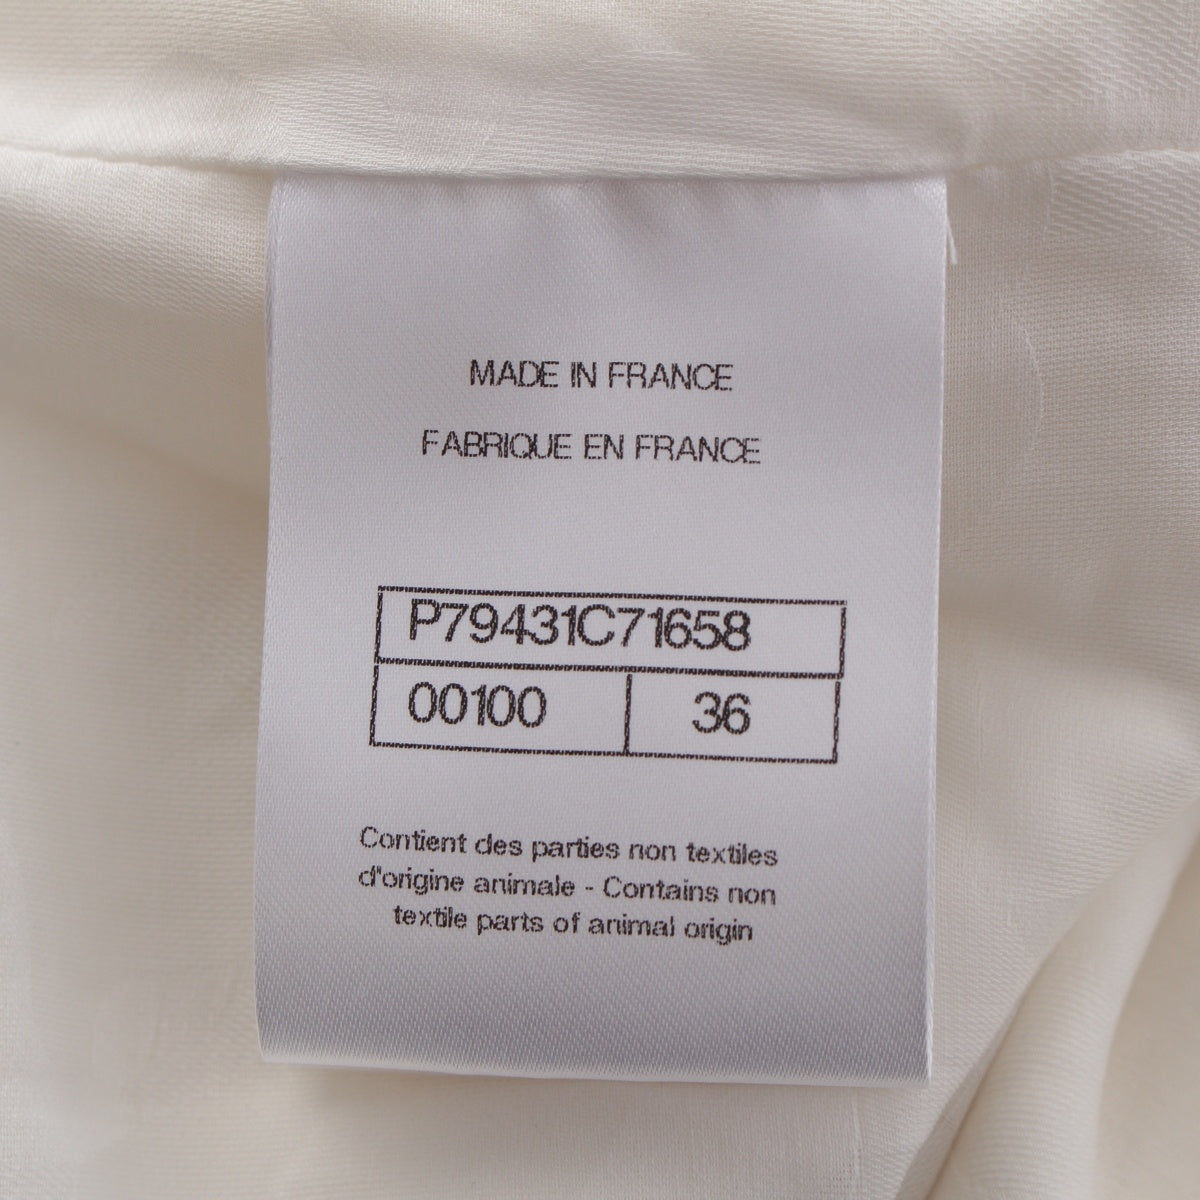 MADE IN FRANCE
FABRIQUE EN FRANCE
P79431C71658
00100 36
Contient des parties non textiles
d'origine animale - Contains non
textile parts of animal origin